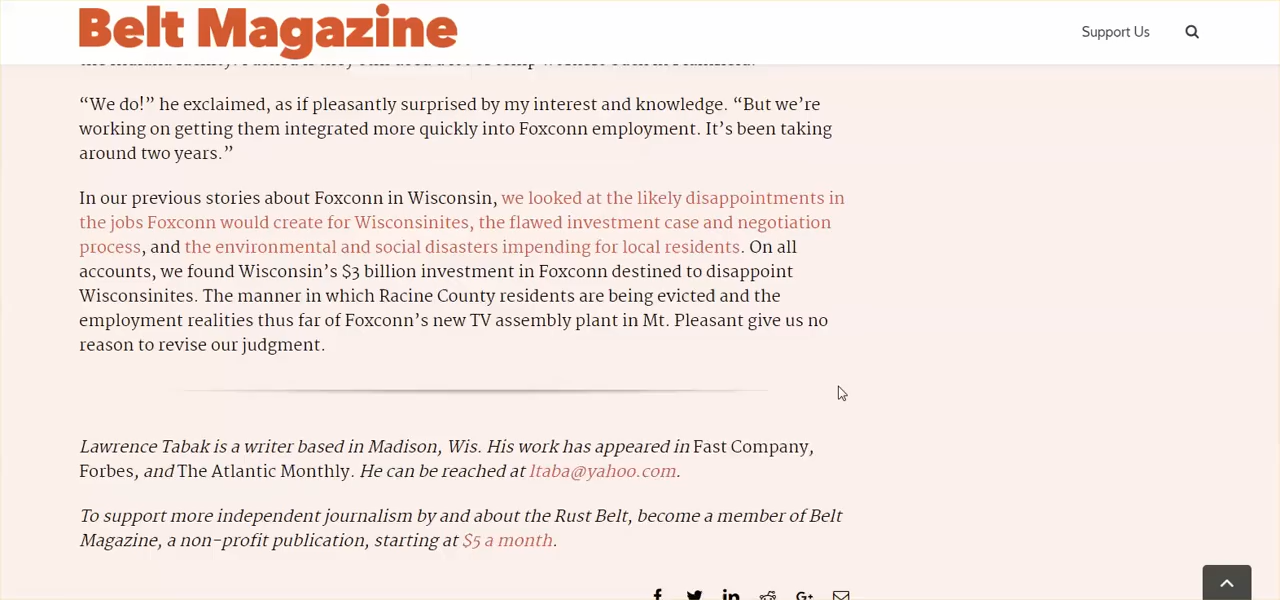 Belt Magazine
Support Us
“We do!” he exclaimed, as if pleasantly surprised by my interest and knowledge. “But we’re
working on getting them integrated more quickly into Foxconn employment. It’s been taking
around two years.”
In our previous stories about Foxconn in Wisconsin, we looked at the likely disappointments in
the jobs Foxconn would create for Wisconsinites, the flawed investment case and negotiation
process, and the environmental and social disasters impending for local residents. On all
accounts, we found Wisconsin’s $3 billion investment in Foxconn destined to disappoint
Wisconsinites. The manner in which Racine County residents are being evicted and the
employment realities thus far of Foxconn’s new TV assembly plant in Mt. Pleasant give us no
reason to revise our judgment.
Lawrence Tabak is a writer based in Madison, Wis. His work has appeared in Fast Company,
Forbes, and The Atlantic Monthly. He can be reached at ltaba@yahoo.com.
To support more independent journalism by and about the Rust Belt, become a member of Belt
Magazine, a non-profit publication, starting at $5 a month.